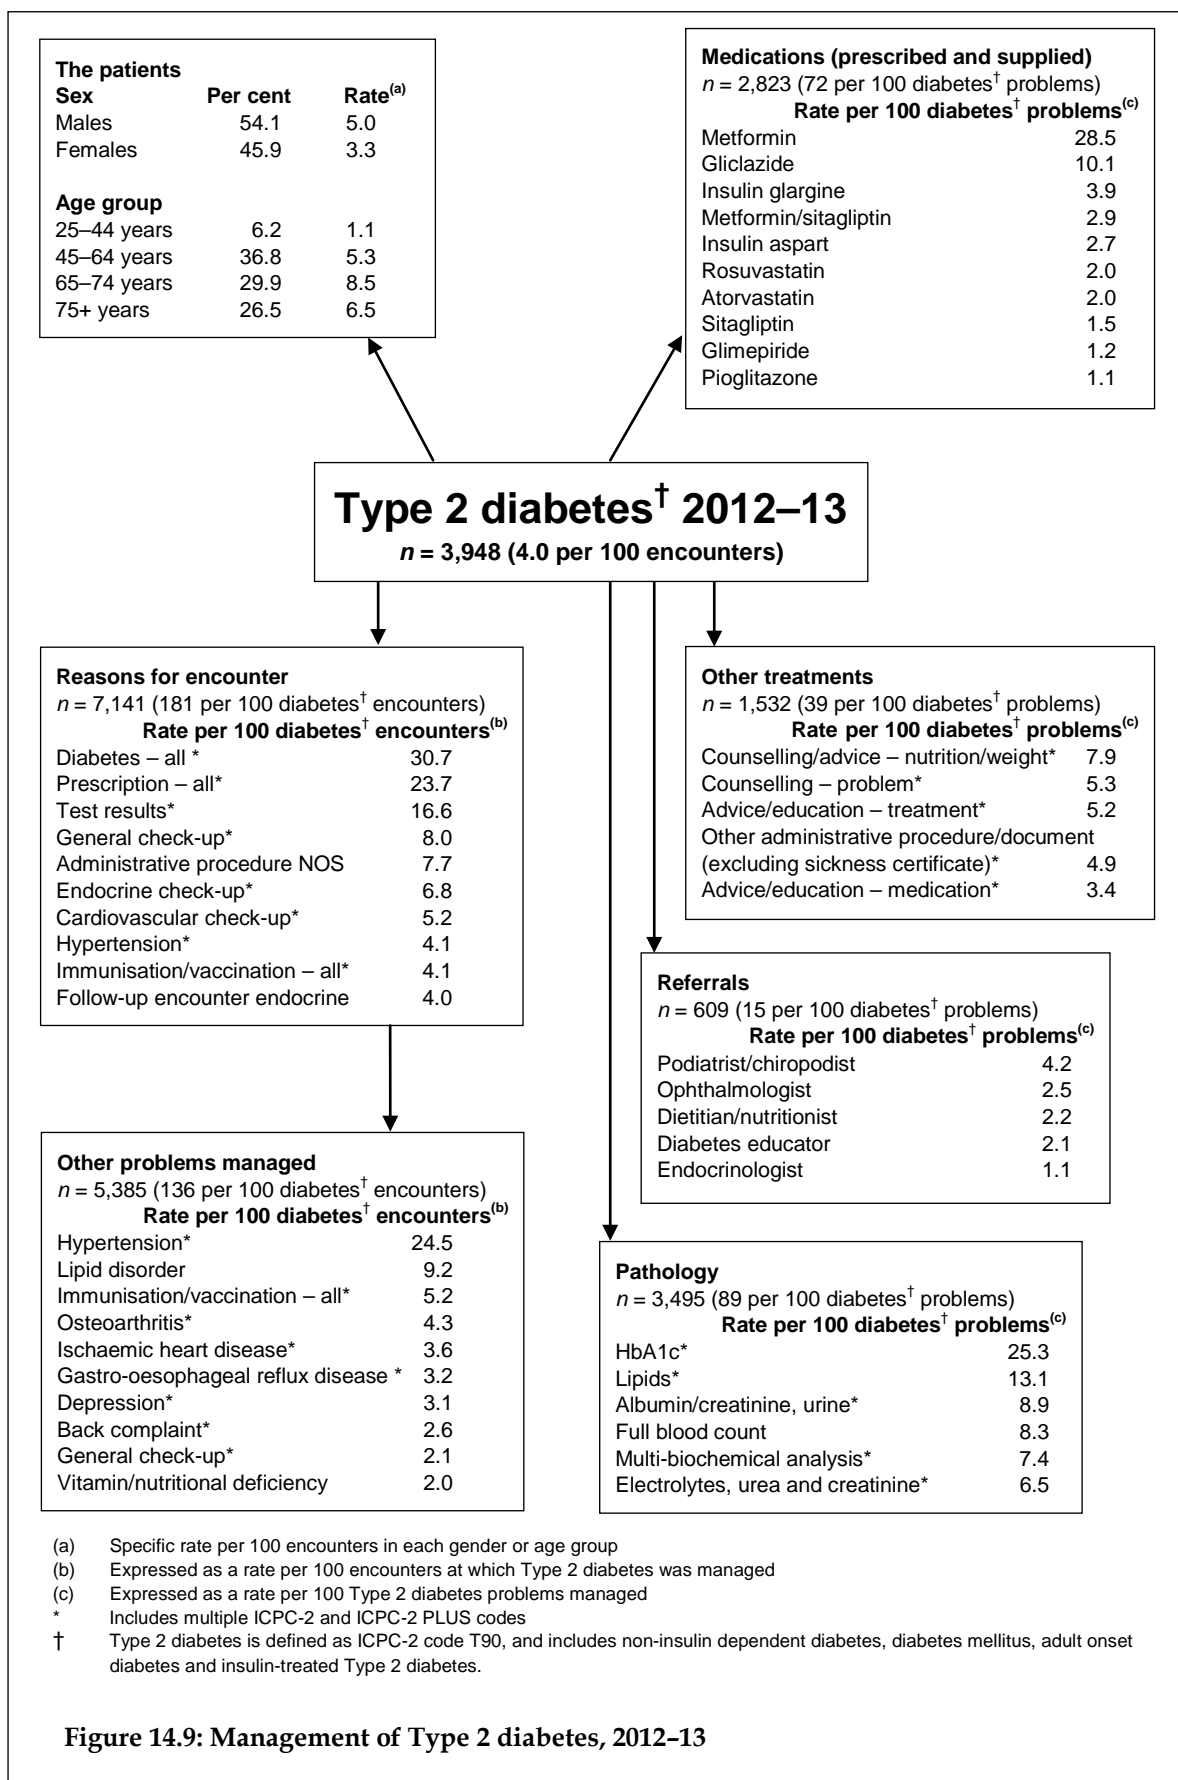 The patients
Sex Per cent Rate(a)
Males 54.1 5.0
Females 45.9 3.3
Age group
25–44 years 6.2 1.1
45–64 years 36.8 5.3
65–74 years 29.9 8.5
75+ years 26.5 6.5
Medications (prescribed and supplied)
n = 2,823 (72 per 100 diabetes† problems)
Rate per 100 diabetes† problems(c)
Metformin 28.5
Gliclazide 10.1
Insulin glargine 3.9
Metformin/sitagliptin 2.9
Insulin aspart 2.7
Rosuvastatin 2.0
Atorvastatin 2.0
Sitagliptin 1.5
Glimepiride 1.2
Pioglitazone 1.1
Type 2 diabetes† 2012–13
n = 3,948 (4.0 per 100 encounters)
Reasons for encounter
n = 7,141 (181 per 100 diabetes† encounters)
Rate per 100 diabetes† encounters(b)
Diabetes – all * 30.7
Prescription – all* 23.7
Test results* 16.6
General check-up* 8.0
Administrative procedure NOS 7.7
Endocrine check-up* 6.8
Cardiovascular check-up* 5.2
Hypertension* 4.1
Immunisation/vaccination – all* 4.1
Follow-up encounter endocrine 4.0
Other treatments
n = 1,532 (39 per 100 diabetes† problems)
Rate per 100 diabetes† problems(c)
Counselling/advice – nutrition/weight* 7.9
Counselling – problem* 5.3
Advice/education – treatment* 5.2
Other administrative procedure/document
(excluding sickness certificate)* 4.9
Advice/education – medication* 3.4
Referrals
n = 609 (15 per 100 diabetes† problems)
Rate per 100 diabetes† problems(c)
Podiatrist/chiropodist 4.2
Ophthalmologist 2.5
Dietitian/nutritionist 2.2
Diabetes educator 2.1
Endocrinologist 1.1
Other problems managed
n = 5,385 (136 per 100 diabetes† encounters)
Rate per 100 diabetes† encounters(b)
Hypertension* 24.5
Lipid disorder 9.2
Immunisation/vaccination – all* 5.2
Osteoarthritis* 4.3
Ischaemic heart disease* 3.6
Gastro-oesophageal reflux disease * 3.2
Depression* 3.1
Back complaint* 2.6
General check-up* 2.1
Vitamin/nutritional deficiency 2.0
Pathology
n = 3,495 (89 per 100 diabetes† problems)
Rate per 100 diabetes† problems(c)
HbA1c* 25.3
Lipids* 13.1
Albumin/creatinine, urine* 8.9
Full blood count 8.3
Multi-biochemical analysis* 7.4
Electrolytes, urea and creatinine* 6.5
(a) Specific rate per 100 encounters in each gender or age group
(b) Expressed as a rate per 100 encounters at which Type 2 diabetes was managed
(c) Expressed as a rate per 100 Type 2 diabetes problems managed
* Includes multiple ICPC-2 and ICPC-2 PLUS codes
† Type 2 diabetes is defined as ICPC-2 code T90, and includes non-insulin dependent diabetes, diabetes mellitus, adult onset
diabetes and insulin-treated Type 2 diabetes.
Figure 14.9: Management of Type 2 diabetes, 2012–13